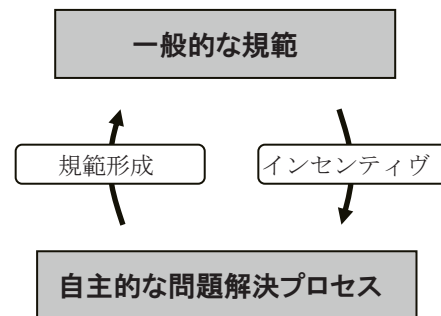 一般的な規範
規範形成
インセンティヴ
自主的な問題解決プロセス